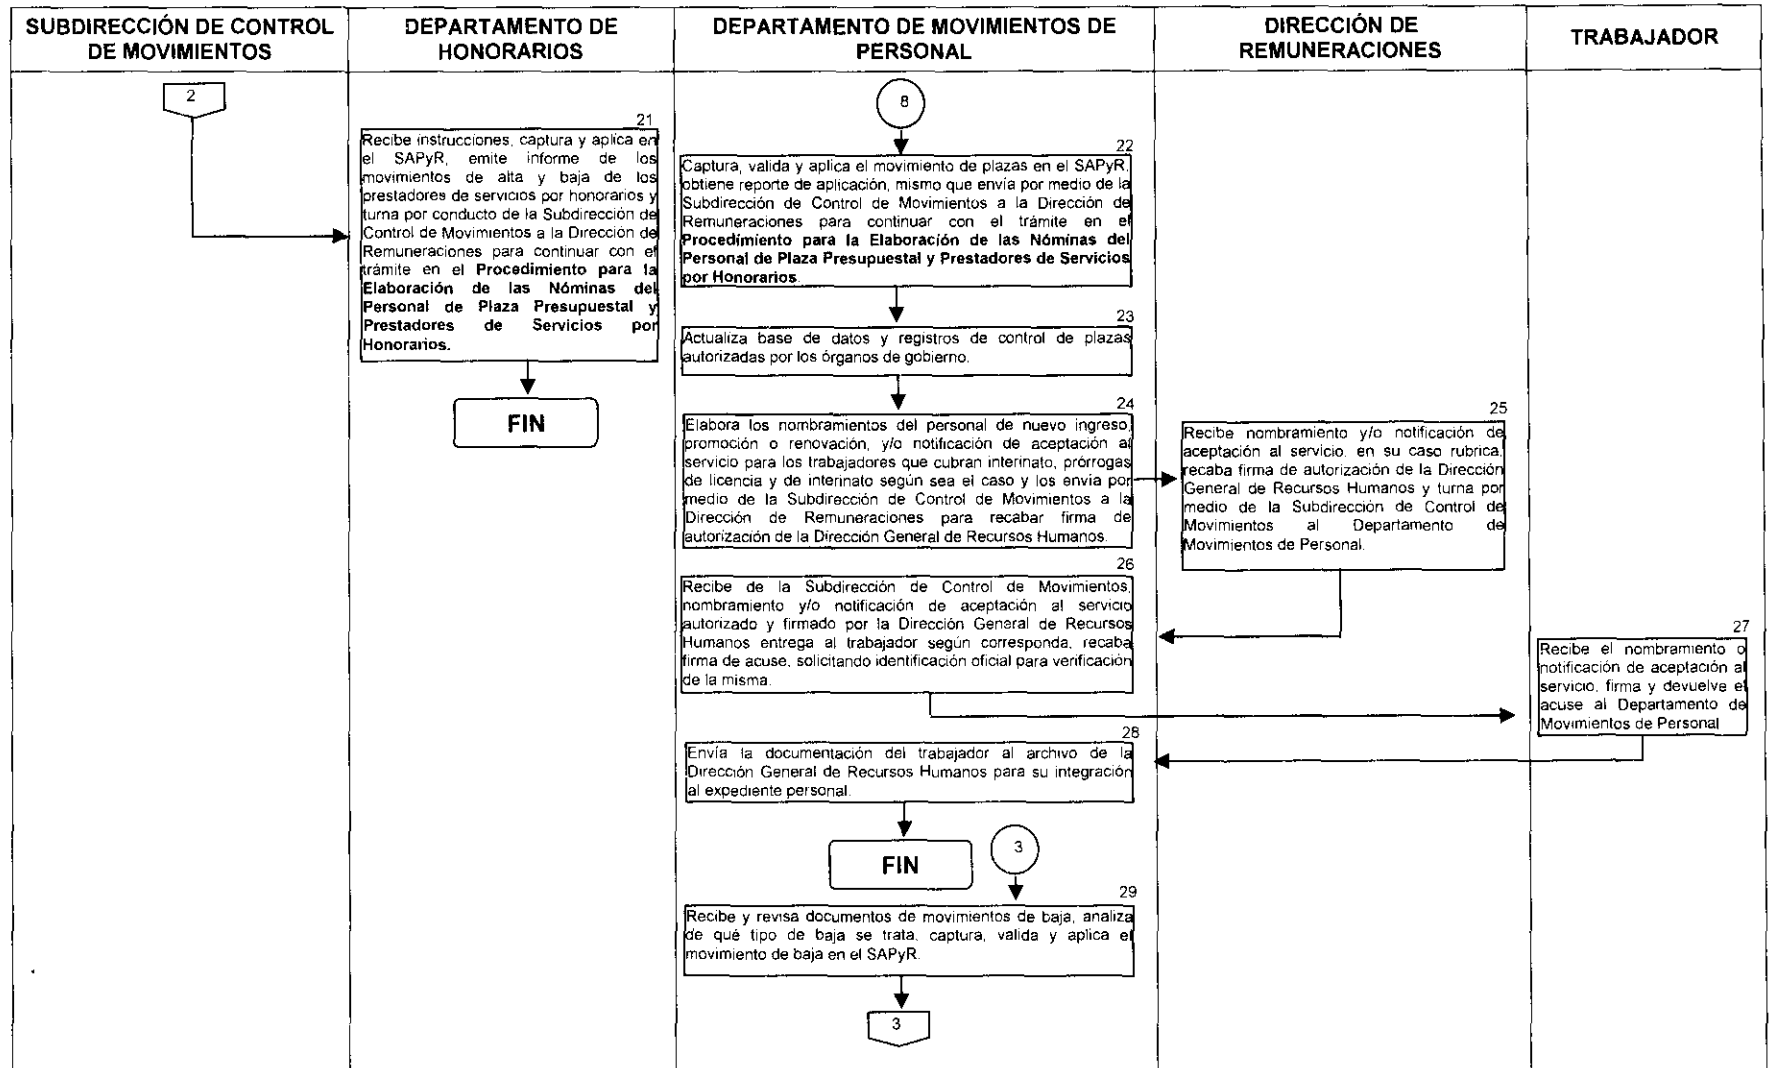 SUBDIRECCIÓN DE CONTROL
DE MOVIMIENTOS
DEPARTAMENTO DE
HONORARIOS
DEPARTAMENTO DE MOVIMIENTOS DE
PERSONAL
DIRECCIÓN DE
REMUNERACIONES
TRABAJADOR
2
21
Recibe instrucciones, captura y aplica en
el SAPyR, emite informe de los
movimientos de alta y baja de los
prestadores de servicios por honorarios y
turna por conducto de la Subdirección de
Control de Movimientos a la Dirección de
Remuneraciones para continuar con el
trámite en el Procedimiento para la
Elaboración de las Nóminas del
Personal de Plaza Presupuestal y
Prestadores de Servicios por
Honorarios.
FIN
8
22
Captura, valida y aplica el movimiento de plazas en el SAPyR,
obtiene reporte de aplicación, mismo que envía por medio de la
Subdirección de Control de Movimientos a la Dirección de
Remuneraciones para continuar con el trámite en el
Procedimiento para la Elaboración de las Nóminas del
Personal de Plaza Presupuestal y Prestadores de Servicios
por Honorarios.
23
Actualiza base de datos y registros de control de plazas
autorizadas por los órganos de gobierno.
24
Elabora los nombramientos del personal de nuevo ingreso,
promoción o renovación, y/o notificación de aceptación al
servicio para los trabajadores que cubran interinato, prórrogas
de licencia y de interinato según sea el caso y los envía por
medio de la Subdirección de Control de Movimientos a la
Dirección de Remuneraciones para recabar firma de
autorización de la Dirección General de Recursos Humanos.
25
Recibe nombramiento y/o notificación de
aceptación al servicio, en su caso rubrica,
recaba firma de autorización de la Dirección
General de Recursos Humanos y turna por
medio de la Subdirección de Control de
Movimientos al Departamento de
Movimientos de Personal.
26
Recibe de la Subdirección de Control de Movimientos,
nombramiento y/o notificación de aceptación al servicio
autorizado y firmado por la Dirección General de Recursos
Humanos entrega al trabajador según corresponda, recaba
firma de acuse, solicitando identificación oficial para verificación
de la misma.
27
Recibe el nombramiento o
notificación de aceptación al
servicio, firma y devuelve el
acuse al Departamento de
Movimientos de Personal
28
Envía la documentación del trabajador al archivo de la
Dirección General de Recursos Humanos para su integración
al expediente personal.
FIN
3
29
Recibe y revisa documentos de movimientos de baja, analiza
de qué tipo de baja se trata, captura, valida y aplica el
movimiento de baja en el SAPyR.
3